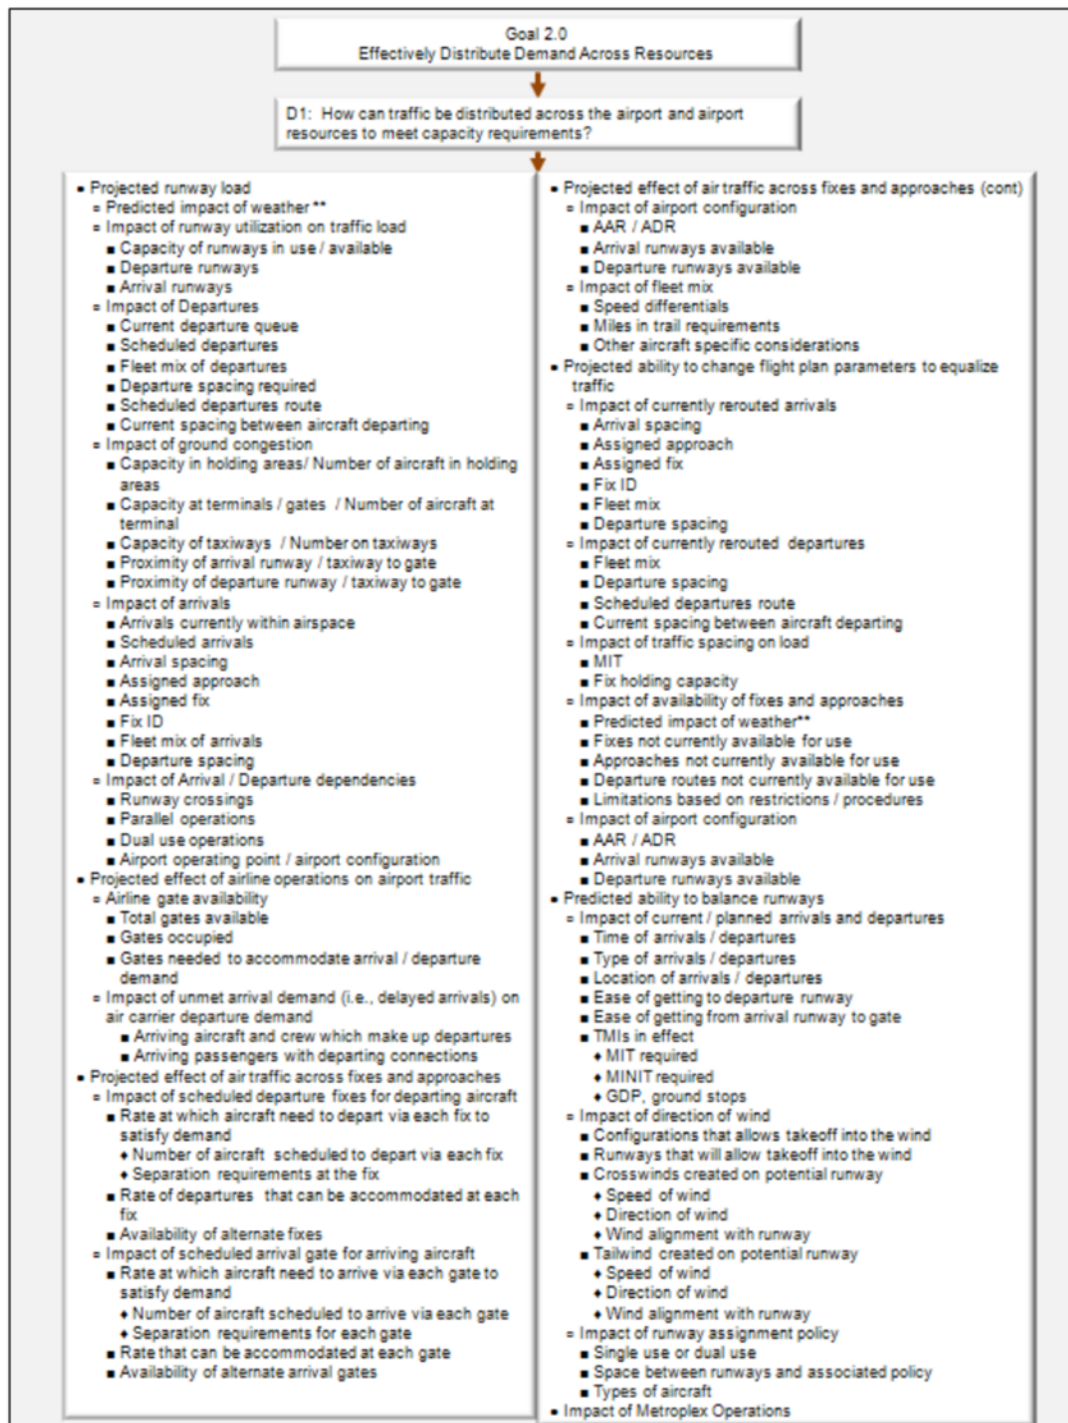 Goal 2.0
Effectively Distribute Demand Across Resources
D1: How can traffic be distributed across the airport and airport
resources to meet capacity requirements?
• Projected runway load
▫ Predicted impact of weather **
▫ Impact of runway utilization on traffic load
▪ Capacity of runways in use / available
▪ Departure runways
▪ Arrival runways
▫ Impact of Departures
▪ Current departure queue
▪ Scheduled departures
▪ Fleet mix of departures
▪ Departure spacing required
▪ Scheduled departures route
▪ Current spacing between aircraft departing
▫ Impact of ground congestion
▪ Capacity in holding areas/ Number of aircraft in holding
areas
▪ Capacity at terminals / gates / Number of aircraft at
terminal
▪ Capacity of taxiways / Number on taxiways
▪ Proximity of arrival runway / taxiway to gate
▪ Proximity of departure runway / taxiway to gate
▫ Impact of arrivals
▪ Arrivals currently within airspace
▪ Scheduled arrivals
▪ Arrival spacing
▪ Assigned approach
▪ Assigned fix
▪ Fix ID
▪ Fleet mix of arrivals
▪ Departure spacing
▫ Impact of Arrival / Departure dependencies
▪ Runway crossings
▪ Parallel operations
▪ Dual use operations
▪ Airport operating point / airport configuration
• Projected effect of airline operations on airport traffic
▫ Airline gate availability
▪ Total gates available
▪ Gates occupied
▪ Gates needed to accommodate arrival / departure
demand
▫ Impact of unmet arrival demand (i.e., delayed arrivals) on
air carrier departure demand
▪ Arriving aircraft and crew which make up departures
▪ Arriving passengers with departing connections
• Projected effect of air traffic across fixes and approaches
▫ Impact of scheduled departure fixes for departing aircraft
▪ Rate at which aircraft need to depart via each fix to
satisfy demand
♦ Number of aircraft scheduled to depart via each fix
♦ Separation requirements at the fix
▪ Rate of departures that can be accommodated at each
fix
▪ Availability of alternate fixes
▫ Impact of scheduled arrival gate for arriving aircraft
▪ Rate at which aircraft need to arrive via each gate to
satisfy demand
♦ Number of aircraft scheduled to arrive via each gate
♦ Separation requirements for each gate
▪ Rate that can be accommodated at each gate
▪ Availability of alternate arrival gates
• Projected effect of air traffic across fixes and approaches (cont)
▫ Impact of airport configuration
▪ AAR / ADR
▪ Arrival runways available
▪ Departure runways available
▫ Impact of fleet mix
▪ Speed differentials
▪ Miles in trail requirements
▪ Other aircraft specific considerations
• Projected ability to change flight plan parameters to equalize
traffic
▫ Impact of currently rerouted arrivals
▪ Arrival spacing
▪ Assigned approach
▪ Assigned fix
▪ Fix ID
▪ Fleet mix
▪ Departure spacing
▫ Impact of currently rerouted departures
▪ Fleet mix
▪ Departure spacing
▪ Scheduled departures route
▪ Current spacing between aircraft departing
▫ Impact of traffic spacing on load
▪ MIT
▪ Fix holding capacity
▫ Impact of availability of fixes and approaches
▪ Predicted impact of weather**
▪ Fixes not currently available for use
▪ Approaches not currently available for use
▪ Departure routes not currently available for use
▪ Limitations based on restrictions / procedures
▫ Impact of airport configuration
▪ AAR / ADR
▪ Arrival runways available
▪ Departure runways available
• Predicted ability to balance runways
▫ Impact of current / planned arrivals and departures
▪ Time of arrivals / departures
▪ Type of arrivals / departures
▪ Location of arrivals / departures
▪ Ease of getting to departure runway
▪ Ease of getting from arrival runway to gate
▪ TMIs in effect
♦ MIT required
♦ MINIT required
♦ GDP, ground stops
▫ Impact of direction of wind
▪ Configurations that allows takeoff into the wind
▪ Runways that will allow takeoff into the wind
▪ Crosswinds created on potential runway
♦ Speed of wind
♦ Direction of wind
♦ Wind alignment with runway
▪ Tailwind created on potential runway
♦ Speed of wind
♦ Direction of wind
♦ Wind alignment with runway
▫ Impact of runway assignment policy
▪ Single use or dual use
▪ Space between runways and associated policy
▪ Types of aircraft
• Impact of Metroplex Operations